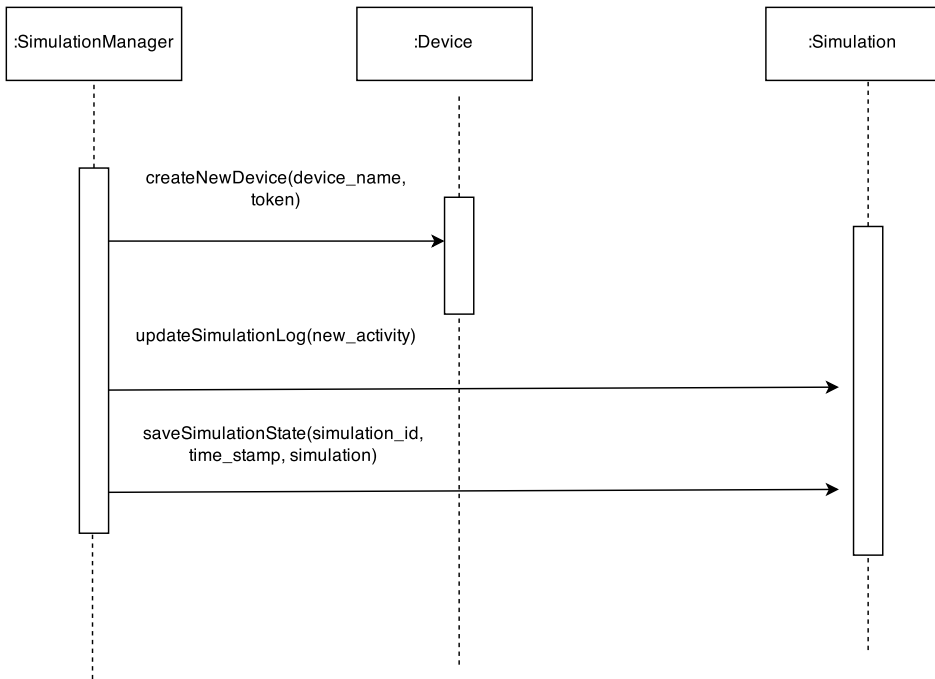 :SimulationManager
:Device
:Simulation
createNewDevice(device_name,
token)
updateSimulationLog(new_activity)
saveSimulationState(simulation_id,
time_stamp, simulation)